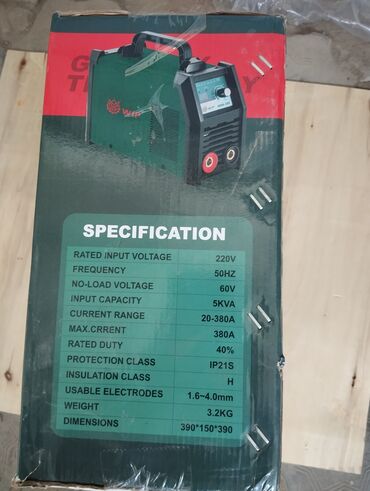 SPECIFICATION
RATED INPUT VOLTAGE 220V
FREQUENCY 50HZ
NO-LOAD VOLTAGE 60V
INPUT CAPACITY 5KVA
CURRENT RANGE 20-380A
MAX.CRRENT 380A
RATED DUTY 40%
PROTECTION CLASS IP21S
INSULATION CLASS H
USABLE ELECTRODES 1.6~4.0mm
WEIGHT 3.2KG
DIMENSIONS 390*150*390